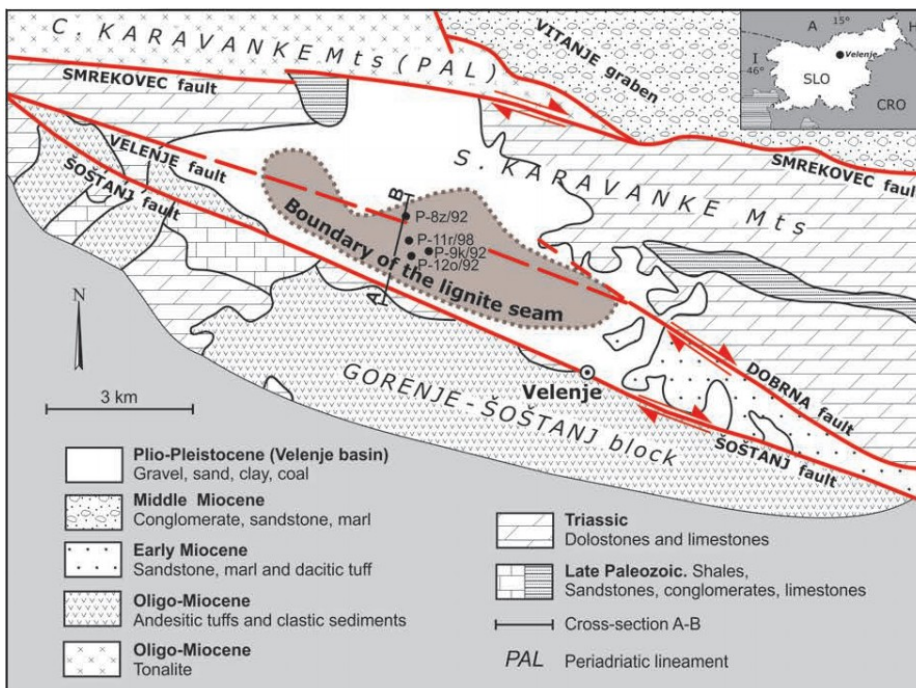 C. KARAVANKE Mts (PAL)
VITANJE graben
A
15°
H
I
46°
Velenje
SLO
CRO
SMREKOVEC fault
VELENJE fault
ŠOŠTANJ fault
S. KARAVANKE Mts
SMREKOVEC fault
B
P-8z/92
P-11r/98
P-9k/92
P-12o/92
A
Boundary of the lignite seam
N
3 km
Velenje
GORENJE-ŠOŠTANJ block
DOBRNA fault
ŠOŠTANJ fault
Plio-Pleistocene (Velenje basin)
Gravel, sand, clay, coal
Middle Miocene
Conglomerate, sandstone, marl
Early Miocene
Sandstone, marl and dacitic tuff
Oligo-Miocene
Andesitic tuffs and clastic sediments
Oligo-Miocene
Tonalite
Triassic
Dolostones and limestones
Late Paleozoic. Shales,
Sandstones, conglomerates, limestones
Cross-section A-B
PAL Periadriatic lineament